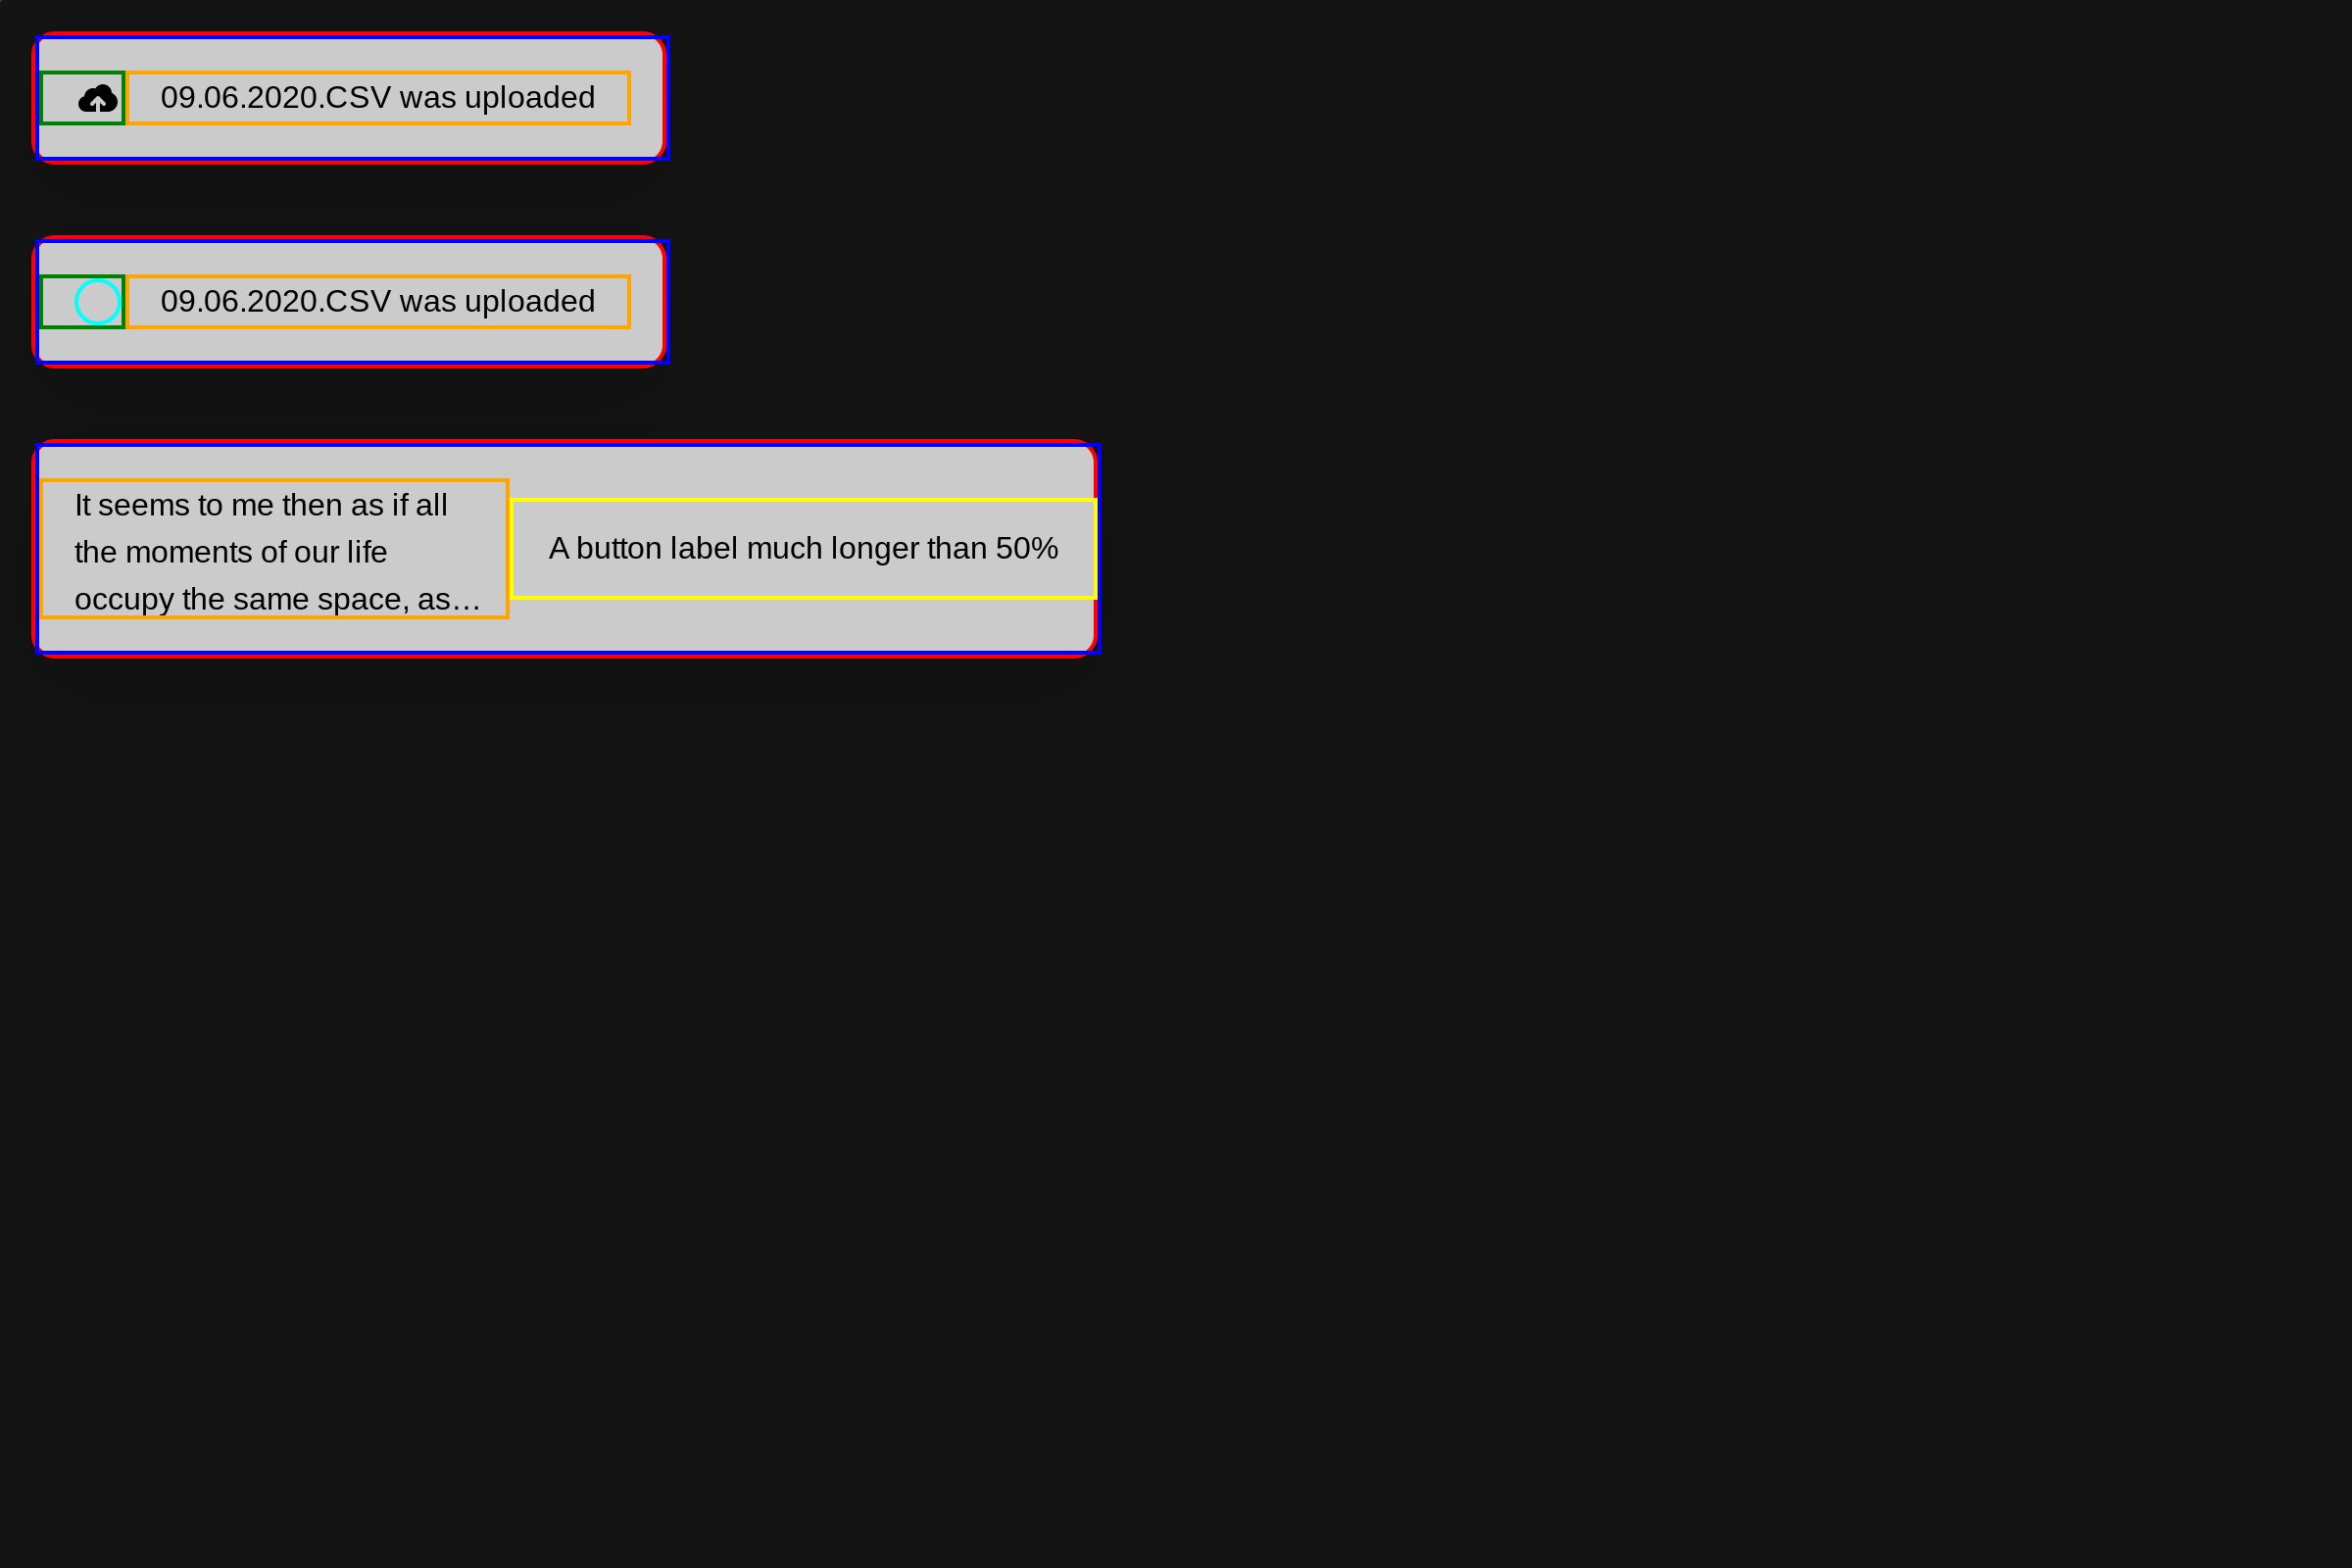 09.06.2020.CSV was uploaded
09.06.2020.CSV was uploaded
It seems to me then as if all
the moments of our life
occupy the same space, as…
A button label much longer than 50%